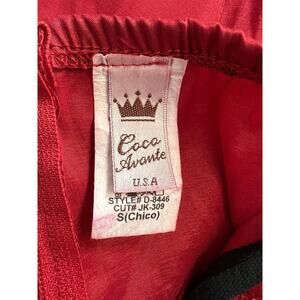 Coco
Avante
U.S.A
STYLE# D-8446
CUT# JK-309
S(Chico)